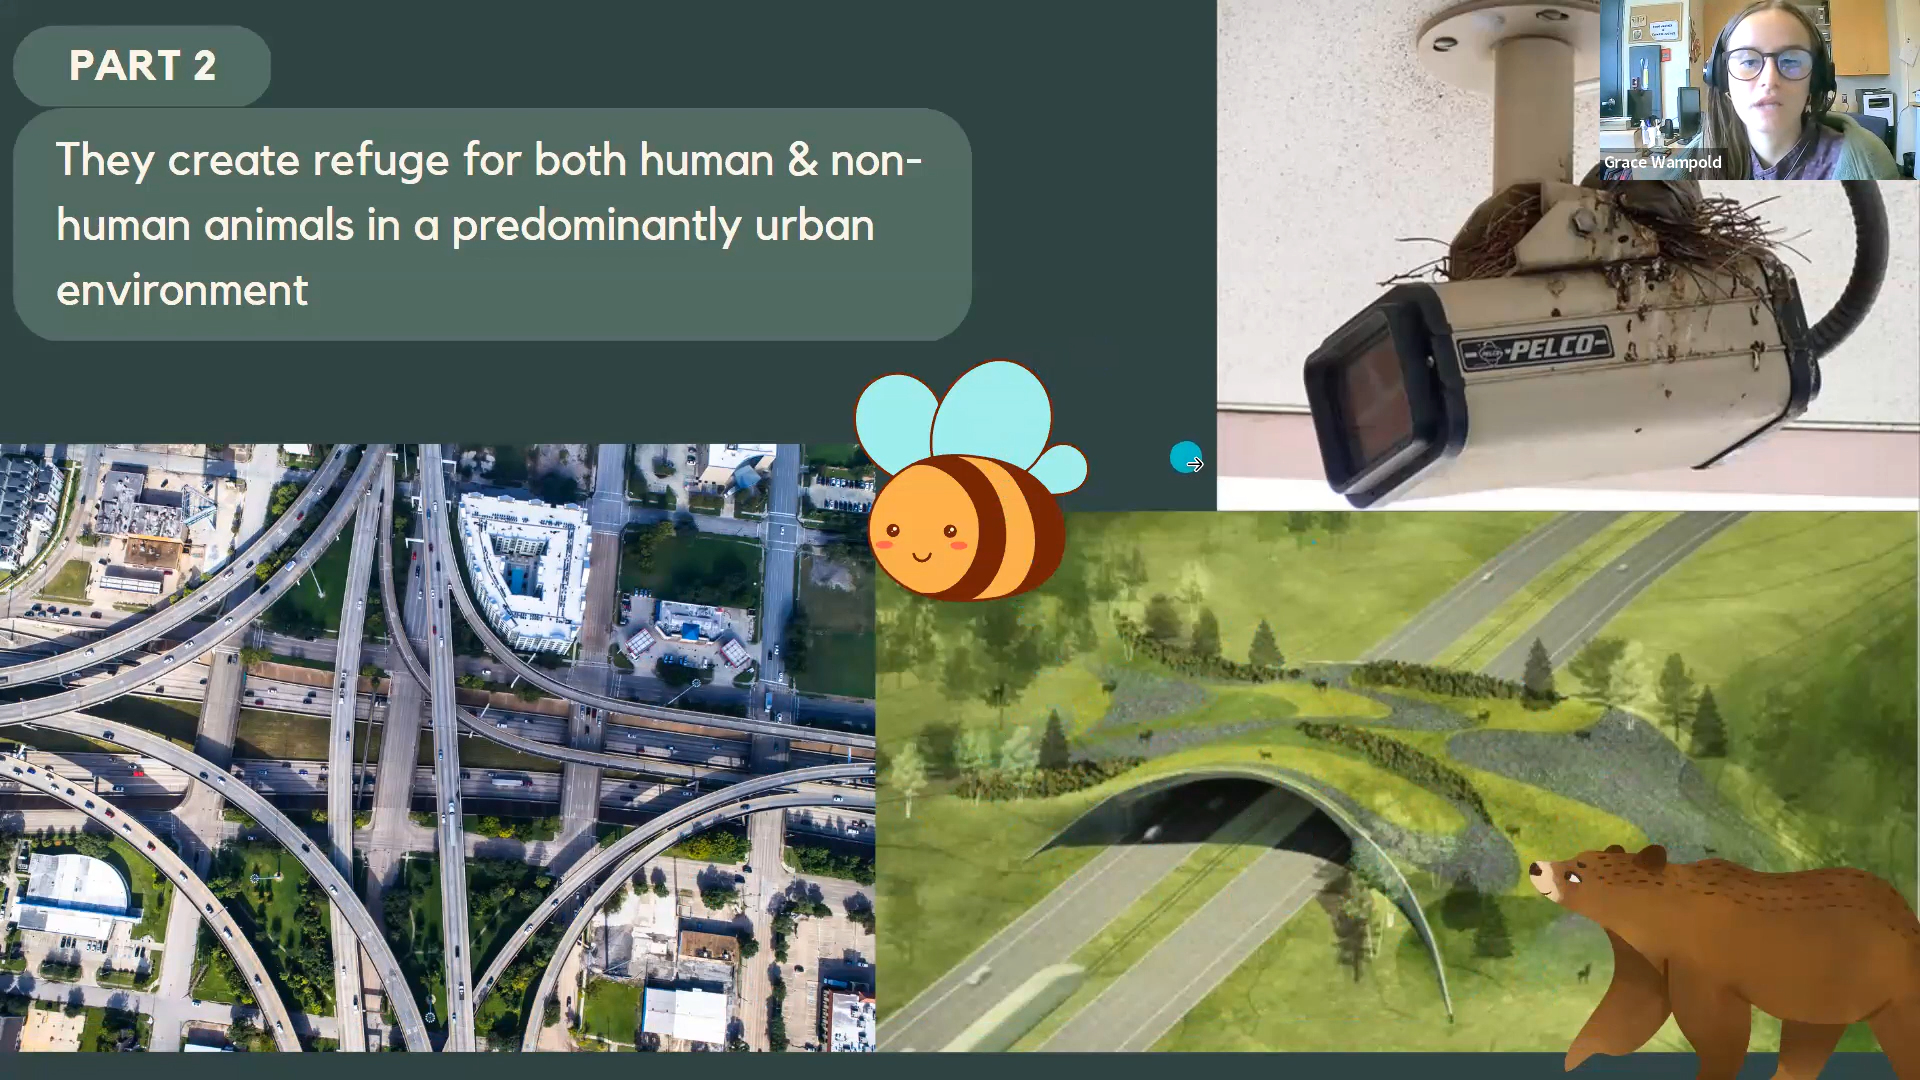 PART 2
They create refuge for both human & non-
human animals in a predominantly urban
environment
Grace Wampold
PELCO